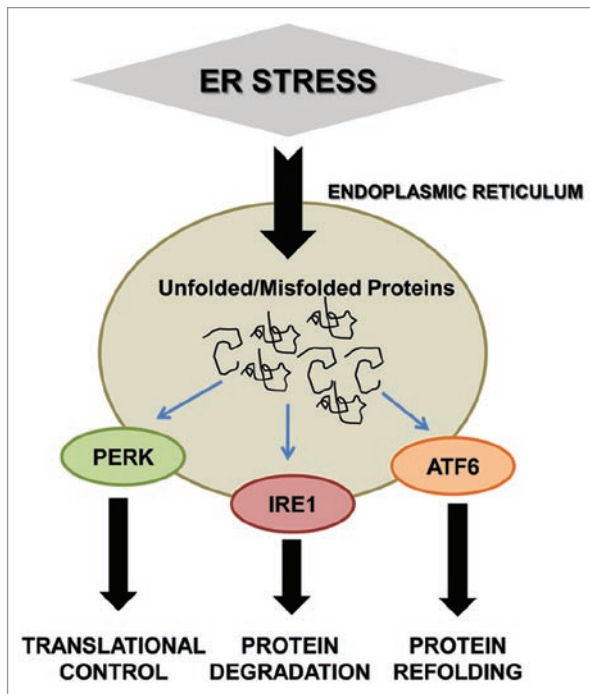 ER STRESS
ENDOPLASMIC RETICULUM
Unfolded/Misfolded Proteins
PERK
IRE1
ATF6
TRANSLATIONAL
CONTROL
PROTEIN
DEGRADATION
PROTEIN
REFOLDING